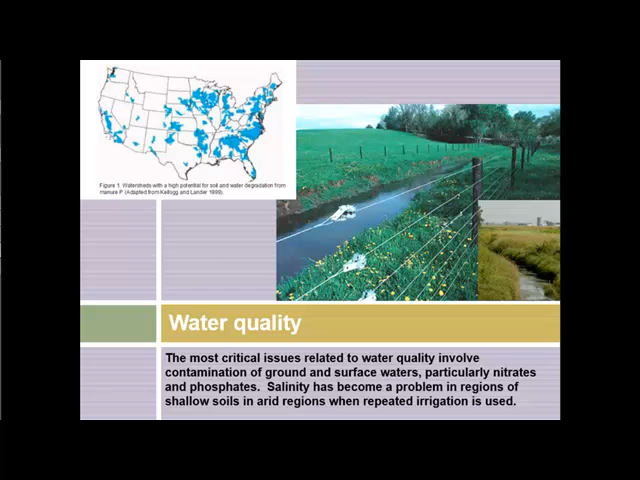 Figure 1. Watersheds with a high potential for soil and water degradation from
manure P. (Adapted from Kellogg and Lander 1999).
Water quality
The most critical issues related to water quality involve
contamination of ground and surface waters, particularly nitrates
and phosphates.  Salinity has become a problem in regions of
shallow soils in arid regions when repeated irrigation is used.